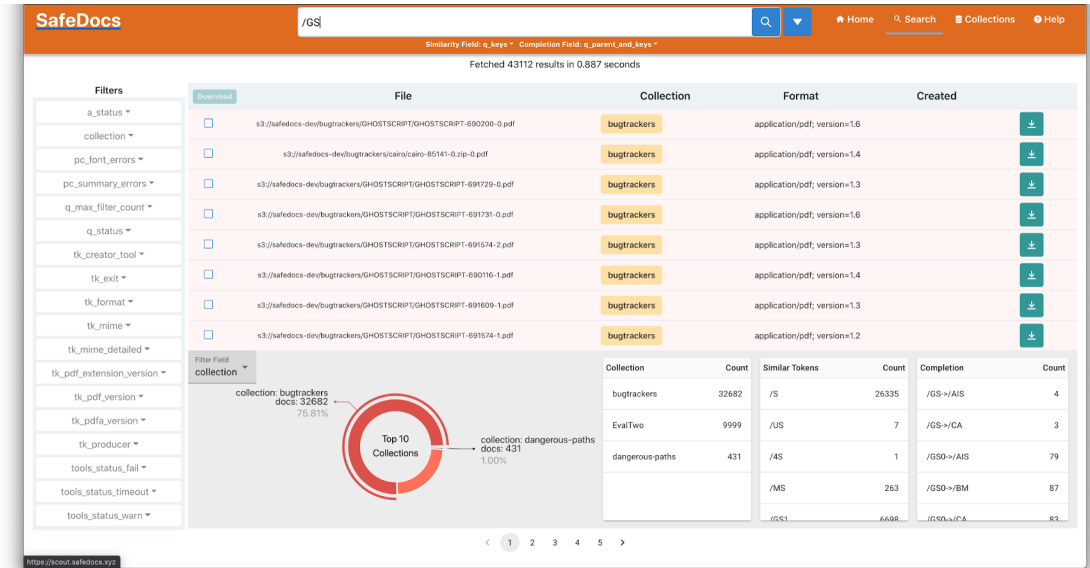 SafeDocs
/GS
Home
Search
Collections
Help
Similarity Field: q_keys Completion Field: q_parent_and_keys
Fetched 43112 results in 0.887 seconds
Filters
a_status
collection
pc_font_errors
pc_summary_errors
q_max_filter_count
q_status
tk_creator_tool
tk_exit
tk_format
tk_mime
tk_mime_detailed
tk_pdf_extension_version
tk_pdf_version
tk_pdfa_version
tk_producer
tools_status_fail
tools_status_timeout
tools_status_warn
Download File Collection Format Created
s3://safedocs-dev/bugtrackers/GHOSTSCRIPT/GHOSTSCRIPT-690200-0.pdf bugtrackers application/pdf; version=1.6
s3://safedocs-dev/bugtrackers/cairo/cairo-85141-0.zip-0.pdf bugtrackers application/pdf; version=1.4
s3://safedocs-dev/bugtrackers/GHOSTSCRIPT/GHOSTSCRIPT-691729-0.pdf bugtrackers application/pdf; version=1.3
s3://safedocs-dev/bugtrackers/GHOSTSCRIPT/GHOSTSCRIPT-691731-0.pdf bugtrackers application/pdf; version=1.6
s3://safedocs-dev/bugtrackers/GHOSTSCRIPT/GHOSTSCRIPT-691574-2.pdf bugtrackers application/pdf; version=1.3
s3://safedocs-dev/bugtrackers/GHOSTSCRIPT/GHOSTSCRIPT-690116-1.pdf bugtrackers application/pdf; version=1.4
s3://safedocs-dev/bugtrackers/GHOSTSCRIPT/GHOSTSCRIPT-691609-1.pdf bugtrackers application/pdf; version=1.3
s3://safedocs-dev/bugtrackers/GHOSTSCRIPT/GHOSTSCRIPT-691574-1.pdf bugtrackers application/pdf; version=1.2
Filter Field
collection
collection: bugtrackers
docs: 32682
75.81%
Top 10
Collections
collection: dangerous-paths
docs: 431
1.00%
Collection Count
bugtrackers 32682
EvalTwo 9999
dangerous-paths 431
Similar Tokens Count
/S 26335
/US 7
/4S 1
/MS 263
/GS1 6698
Completion Count
/GS->/AIS 4
/GS->/CA 3
/GS0->/AIS 79
/GS0->/BM 87
/GS0->/CA 83
1 2 3 4 5
https://scout.safedocs.xyz